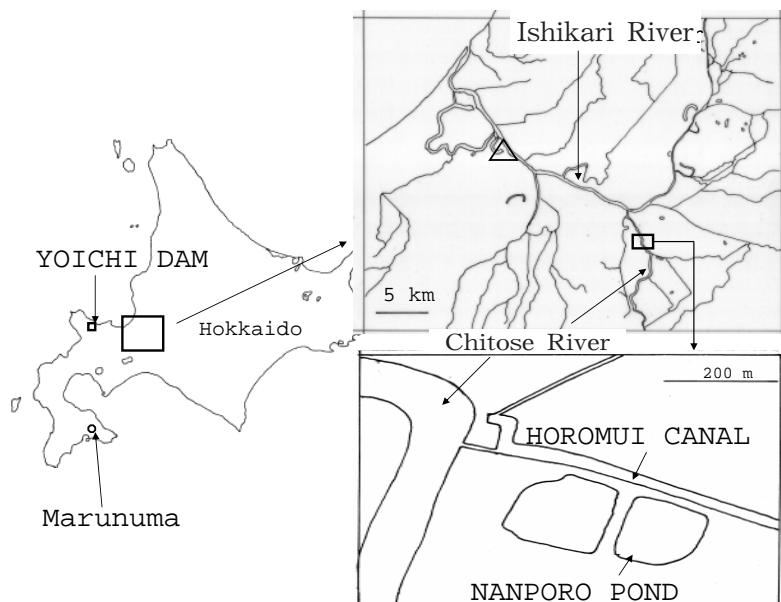 Ishikari River
YOICHI DAM
5 km
Hokkaido
Chitose River
200 m
HOROMUI CANAL
Marunuma
NANPORO POND